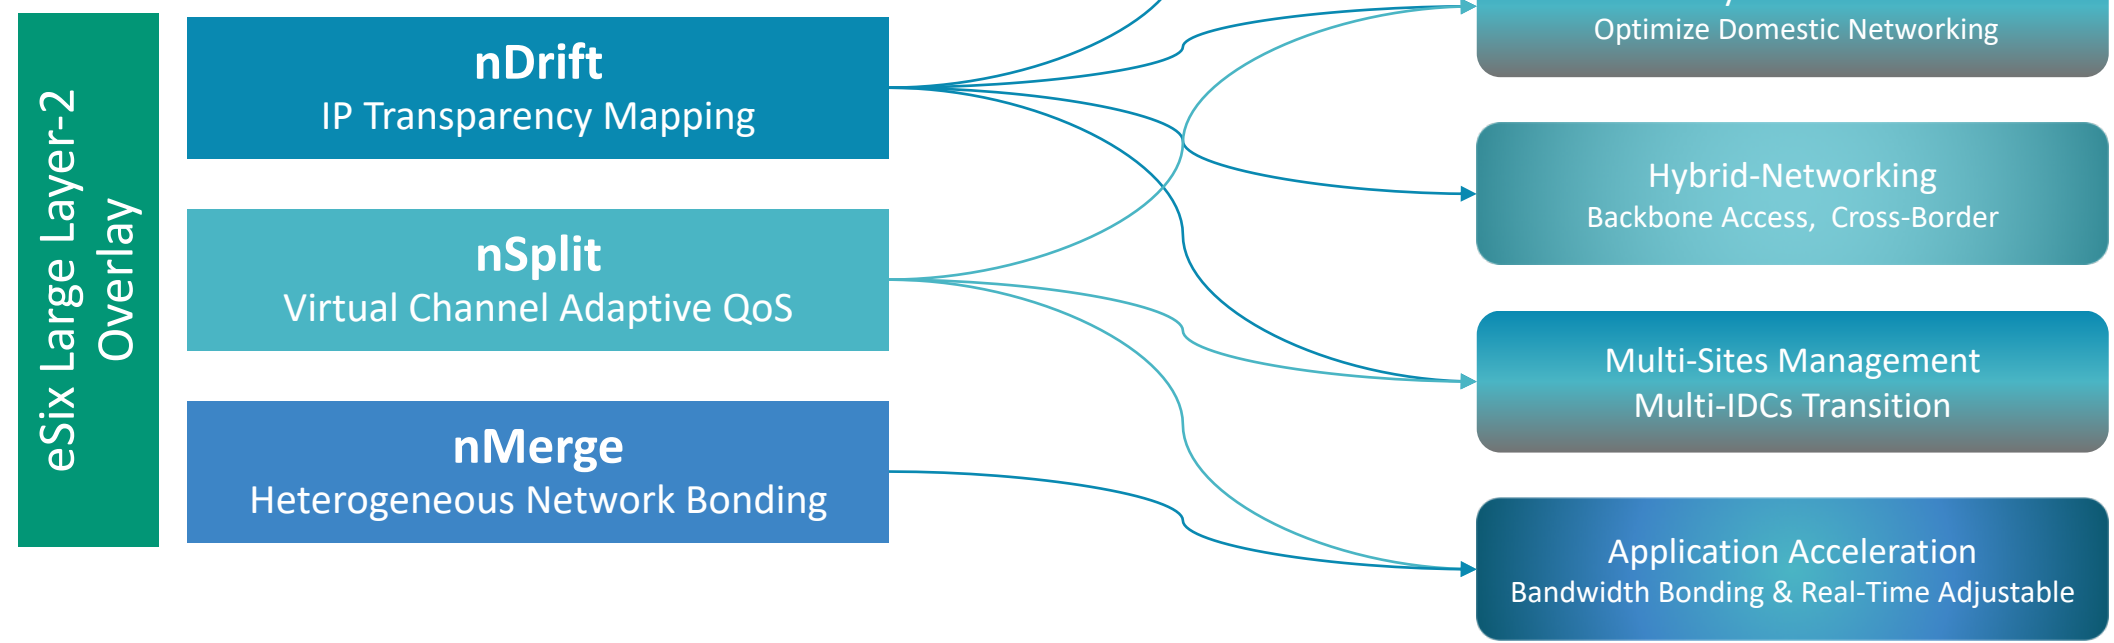 eSix Large Layer-2
Overlay
nDrift
IP Transparency Mapping
nSplit
Virtual Channel Adaptive QoS
nMerge
Heterogeneous Network Bonding
Optimize Domestic Networking
Hybrid-Networking
Backbone Access,  Cross-Border
Multi-Sites Management
Multi-IDCs Transition
Application Acceleration
Bandwidth Bonding & Real-Time Adjustable